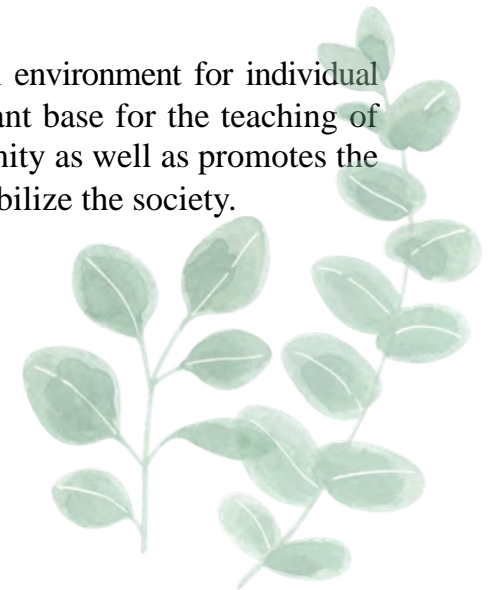 environment for individual
ant base for the teaching of
nity as well as promotes the
bilize the society.